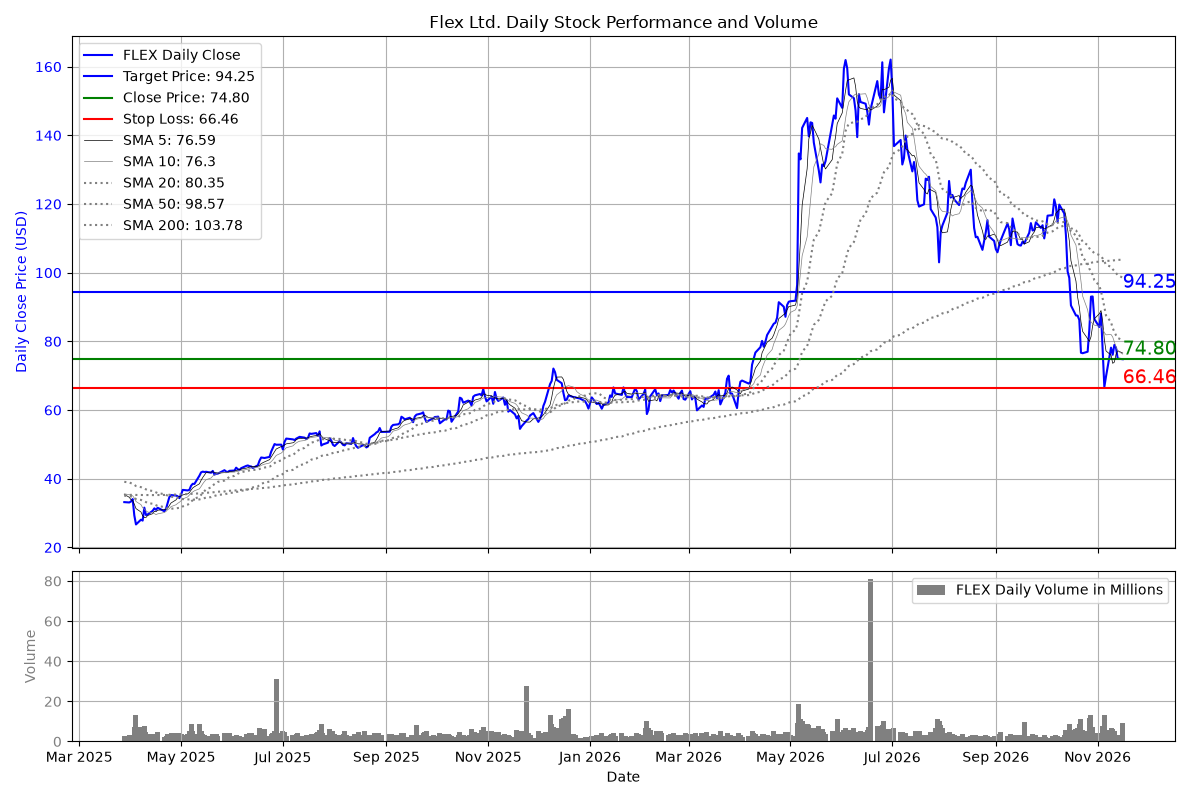 Flex Ltd. Daily Stock Performance and Volume
Daily Close Price (USD)
160
140
120
100
80
60
40
20
FLEX Daily Close
Target Price: 94.25
Close Price: 74.80
Stop Loss: 66.46
SMA 5: 76.59
SMA 10: 76.3
SMA 20: 80.35
SMA 50: 98.57
SMA 200: 103.78
94.25
74.80
66.46
Volume
80
60
40
20
0
FLEX Daily Volume in Millions
Mar 2025 May 2025 Jul 2025 Sep 2025 Nov 2025 Jan 2026 Mar 2026 May 2026 Jul 2026 Sep 2026 Nov 2026
Date